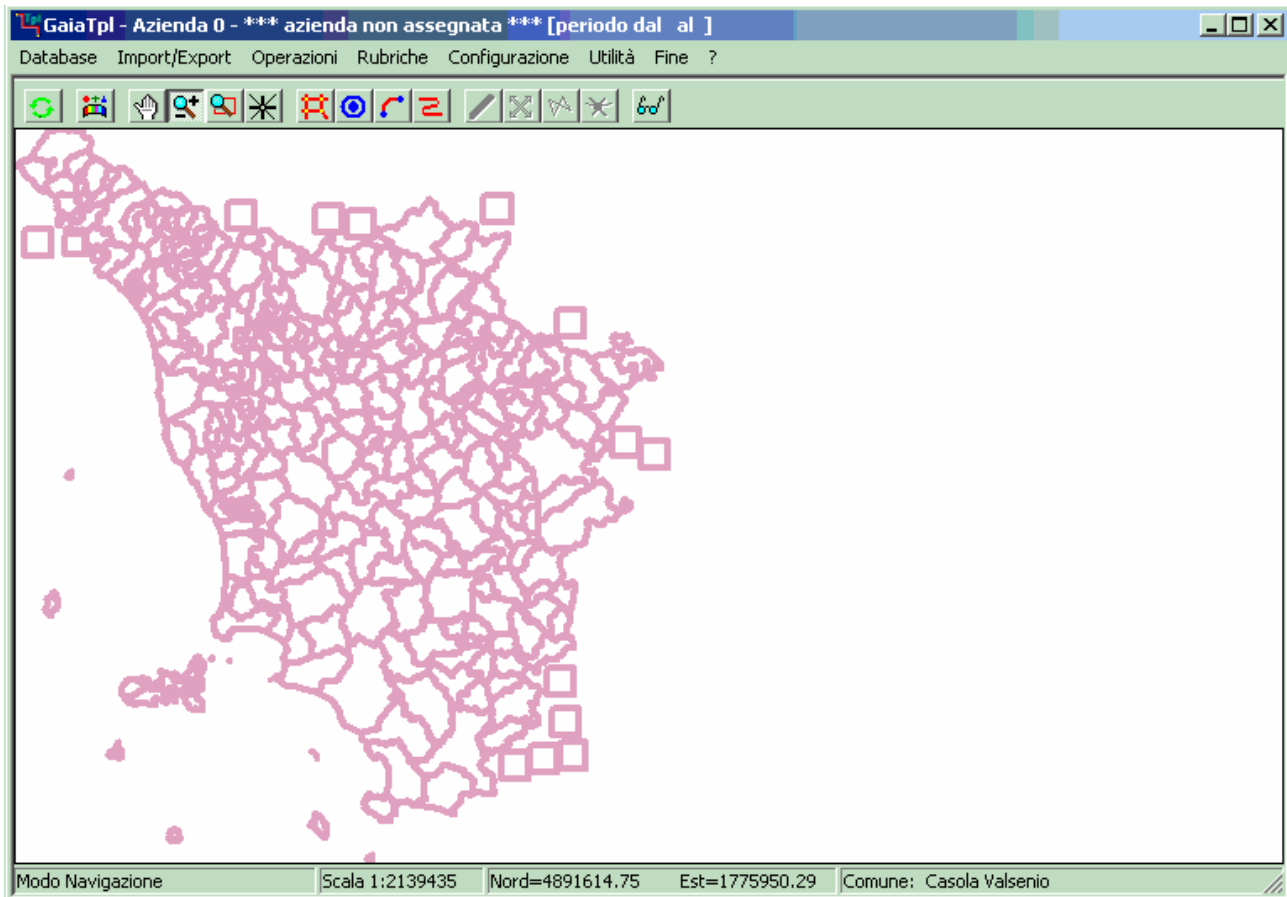 GaiaTpl - Azienda 0 - *** azienda non assegnata *** [periodo dal al ]
Database Import/Export Operazioni Rubriche Configurazione Utilità Fine ?
Modo Navigazione Scala 1:2139435 Nord=4891614.75 Est=1775950.29 Comune: Casola Valsenio